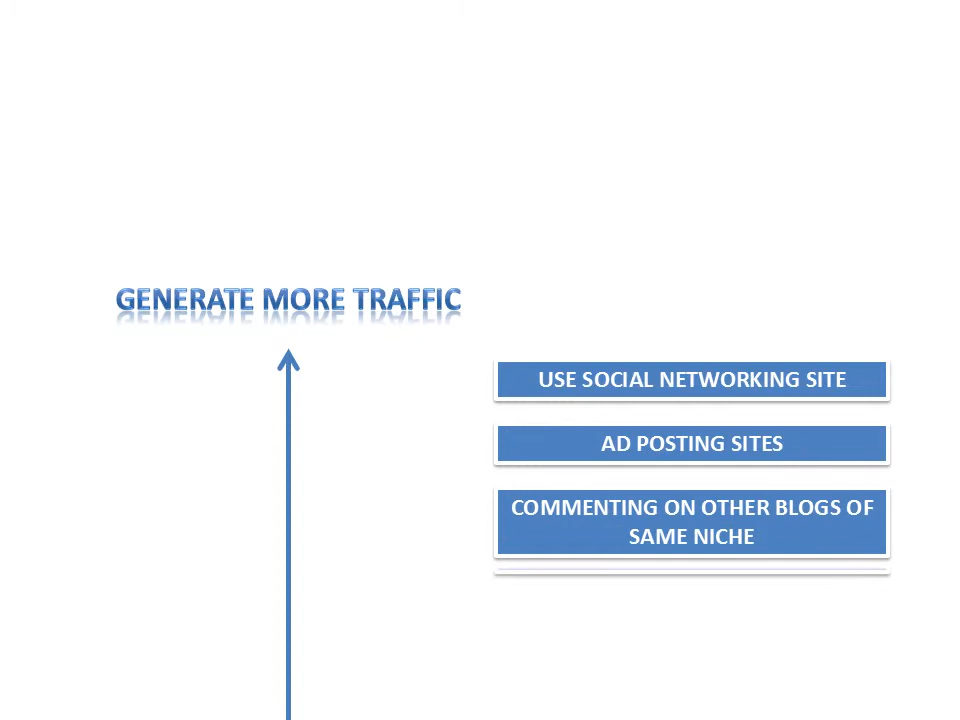 GENERATE MORE TRAFFIC
USE SOCIAL NETWORKING SITE
AD POSTING SITES
COMMENTING ON OTHER BLOGS OF
SAME NICHE